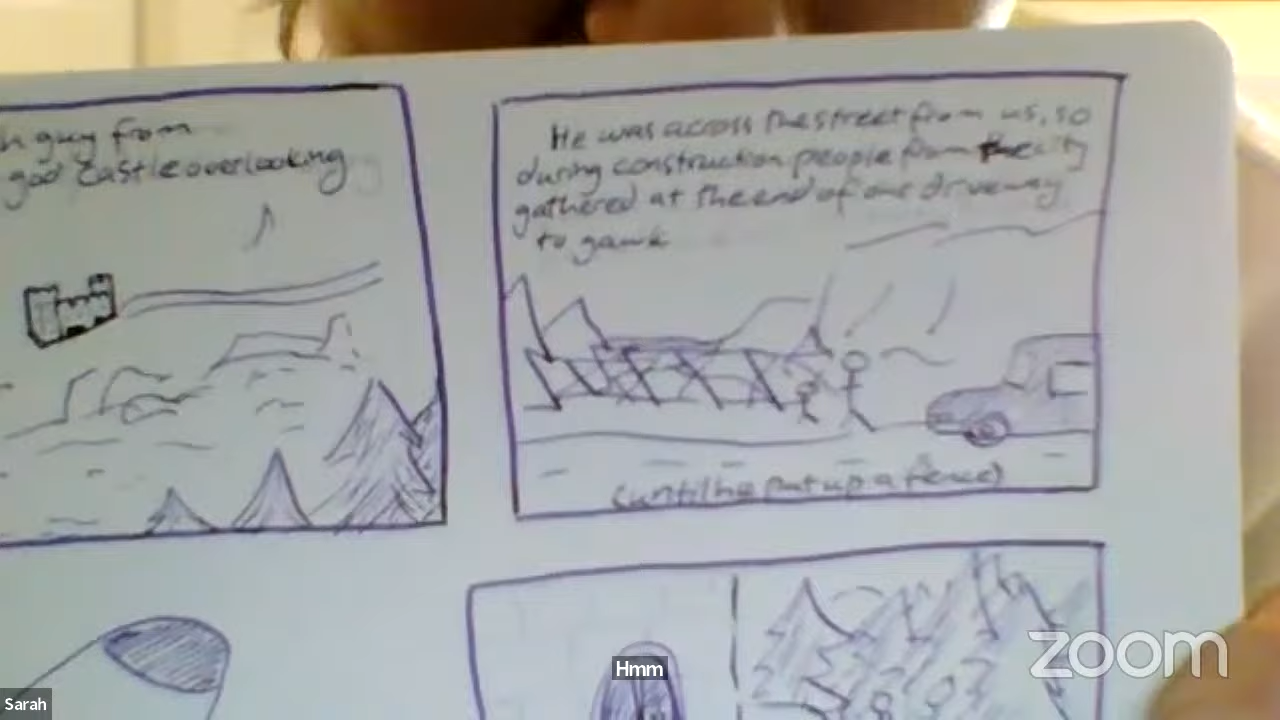 h guy from
god castle overlooking
He was across the street from us, so
during construction people from the city
gathered at the end of our driveway
to gawk
(until he put up a fence)
Hmm
zoom
Sarah